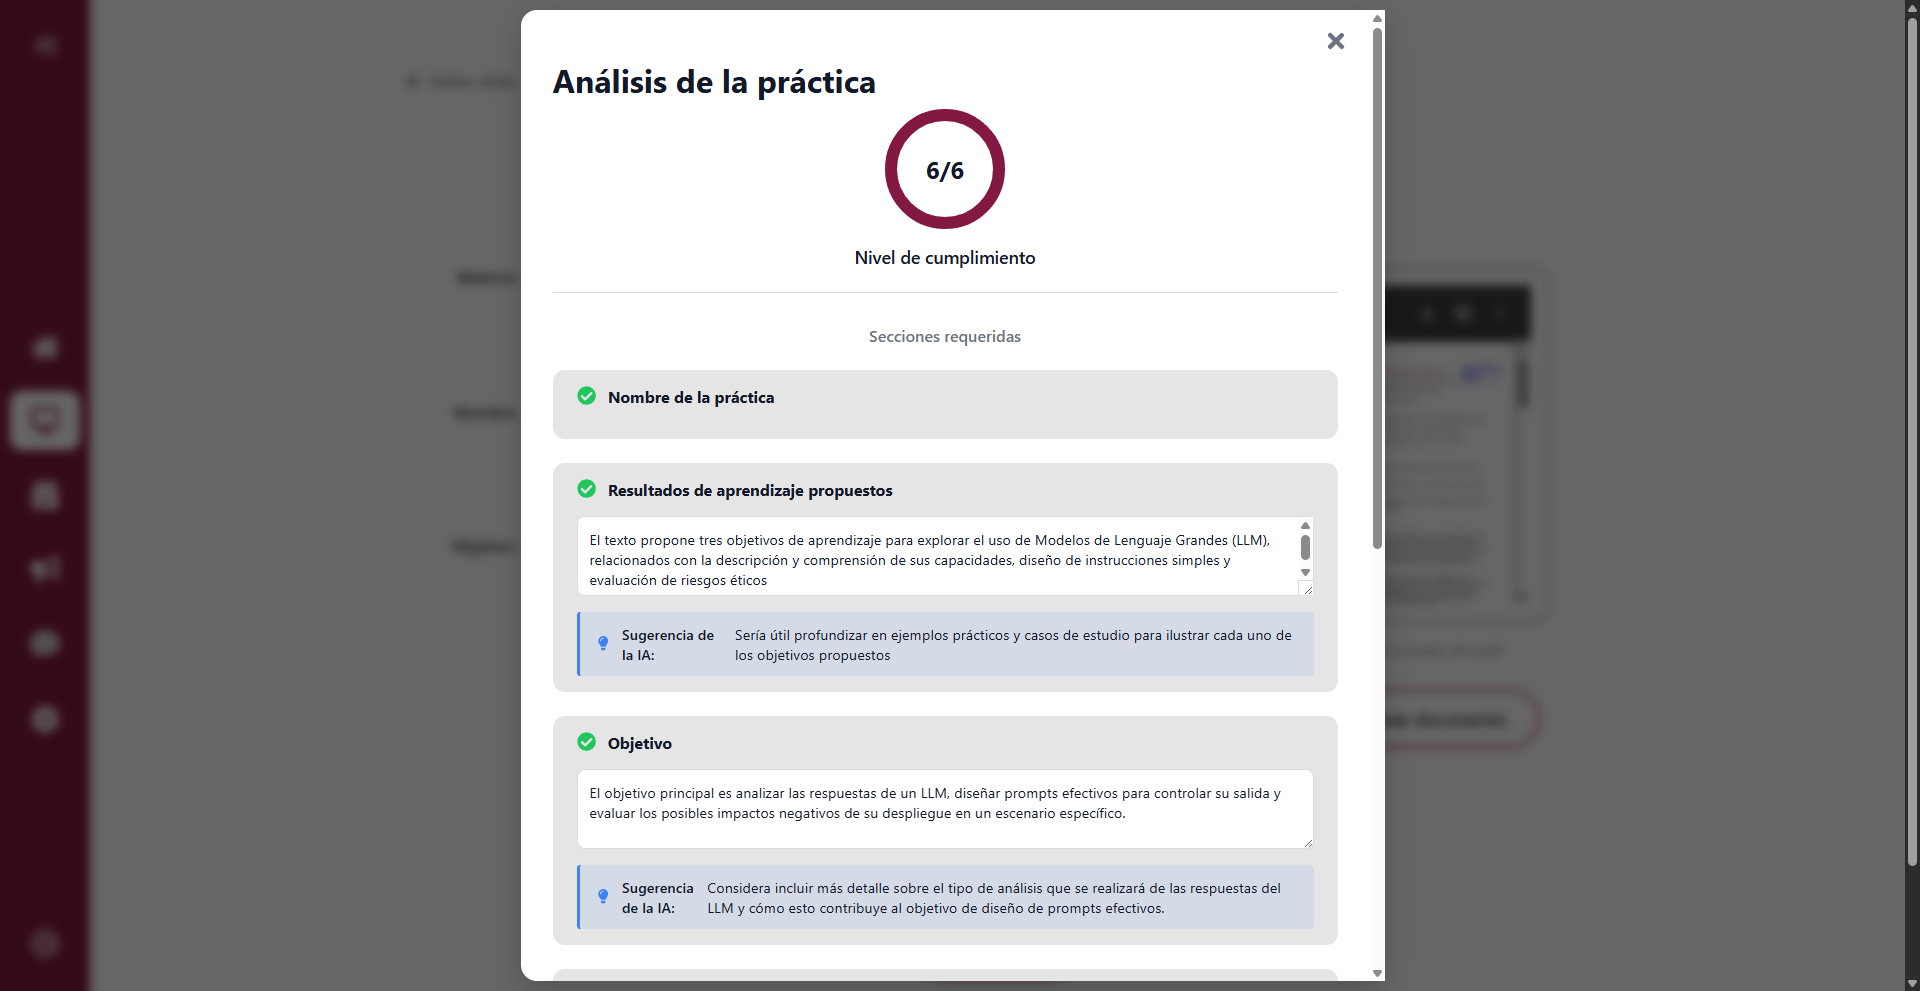 Análisis de la práctica
6/6
Nivel de cumplimiento
Secciones requeridas
Nombre de la práctica
Resultados de aprendizaje propuestos
El texto propone tres objetivos de aprendizaje para explorar el uso de Modelos de Lenguaje Grandes (LLM),
relacionados con la descripción y comprensión de sus capacidades, diseño de instrucciones simples y
evaluación de riesgos éticos
Sugerencia de
la IA:
Sería útil profundizar en ejemplos prácticos y casos de estudio para ilustrar cada uno de
los objetivos propuestos
Objetivo
El objetivo principal es analizar las respuestas de un LLM, diseñar prompts efectivos para controlar su salida y
evaluar los posibles impactos negativos de su despliegue en un escenario específico.
Sugerencia
de la IA:
Considera incluir más detalle sobre el tipo de análisis que se realizará de las respuestas del
LLM y cómo esto contribuye al objetivo de diseño de prompts efectivos.
documento